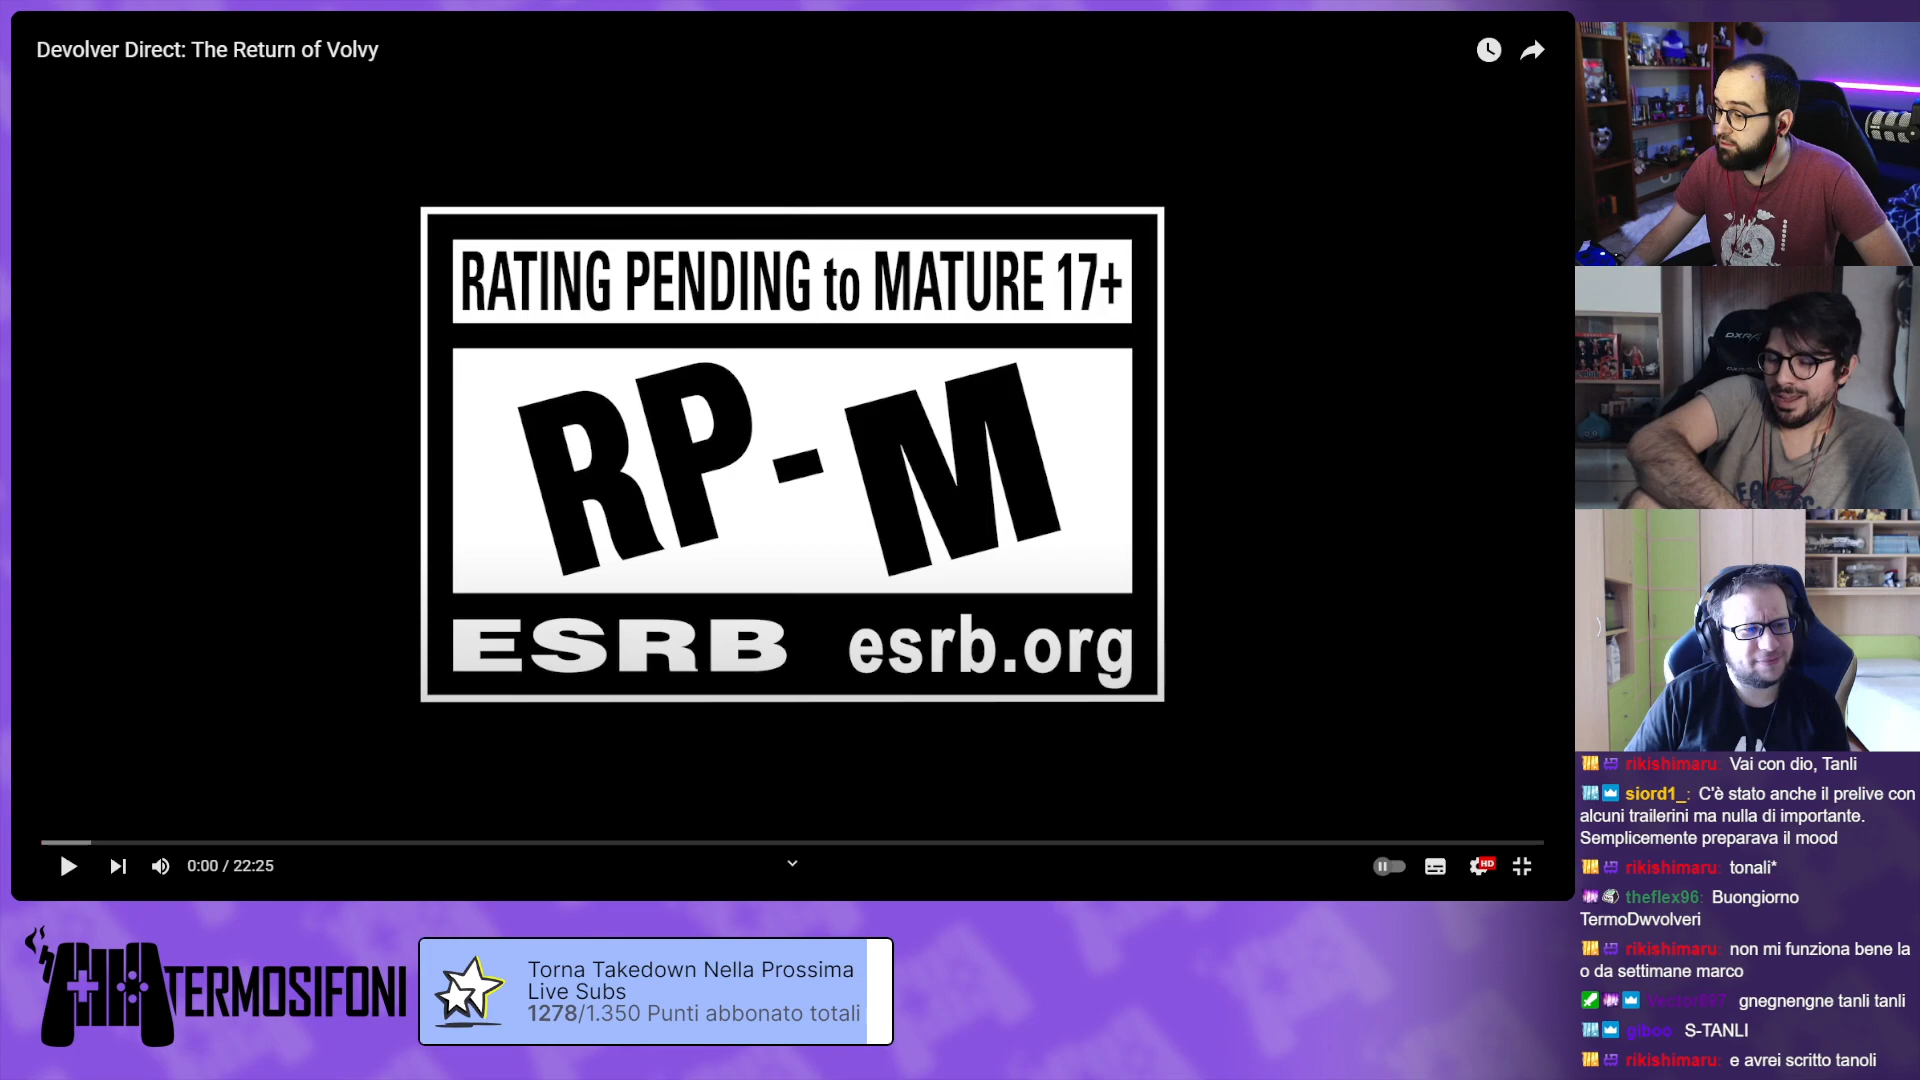 Devolver Direct: The Return of Volvy
RATING PENDING to MATURE 17+
RP-M
ESRB esrb.org
0:00 / 22:25
HD
TERMOSIFONI
Torna Takedown Nella Prossima
Live Subs
1278/1.350 Punti abbonato totali
rikishimaru: Vai con dio, Tanli
siord1_: C'è stato anche il prelive con
alcuni trailerini ma nulla di importante.
Semplicemente preparava il mood
rikishimaru: tonali*
theflex96: Buongiorno
TermoDwvolveri
rikishimaru: non mi funziona bene la
o da settimane marco
gnegnengne tanli tanli
giboo: S-TANLI
rikishimaru: e avrei scritto tanoli